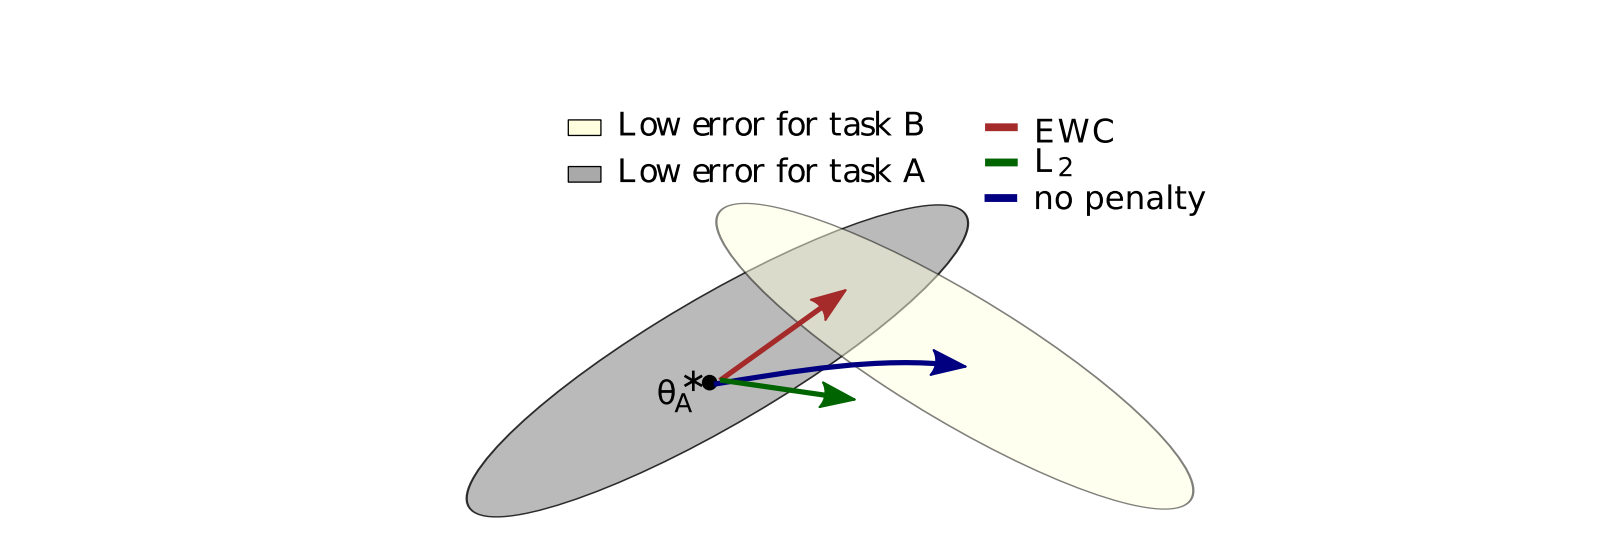 Low error for task B
Low error for task A
EWC
L2
no penalty
θA*